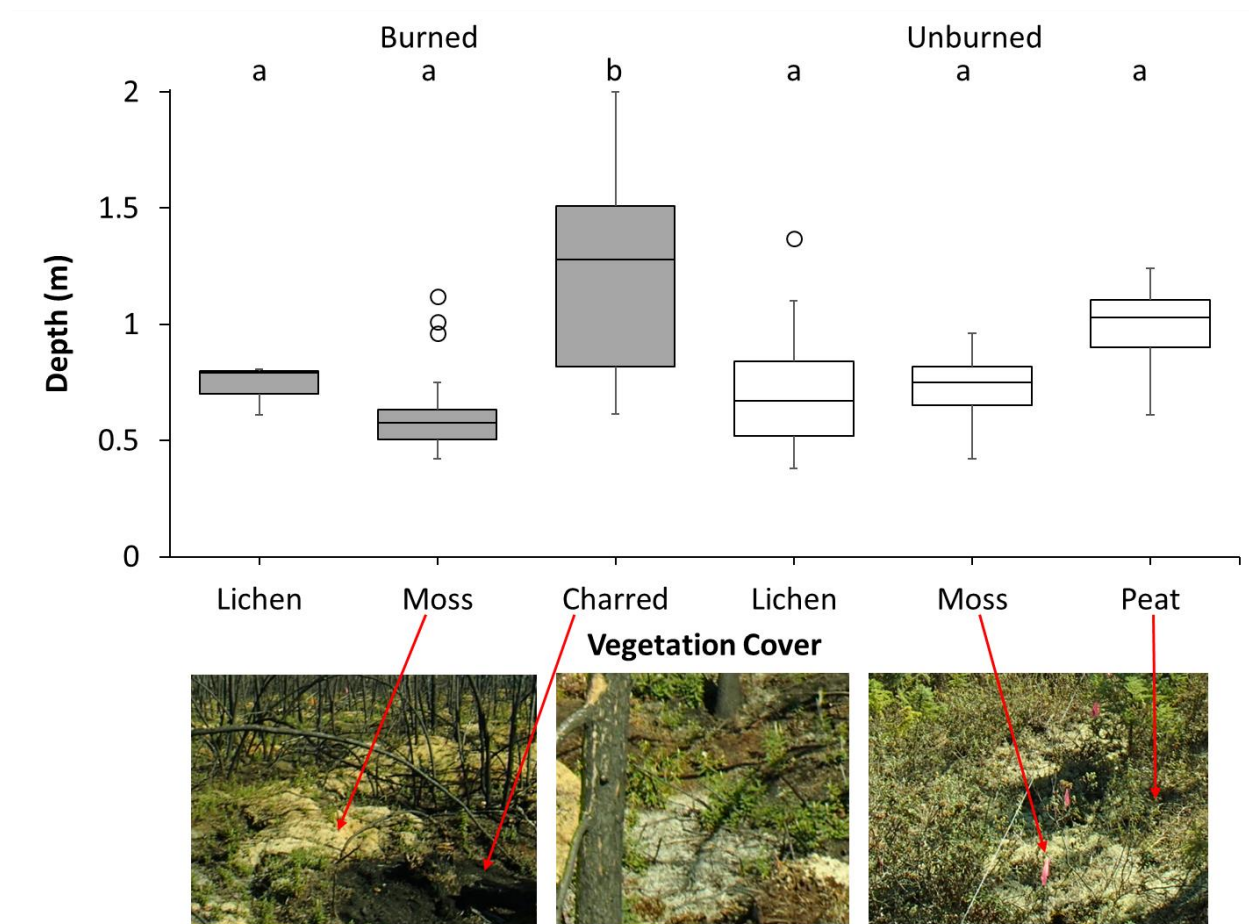 Burned Unburned
a a b a a a
2
1.5
1
0.5
0
Depth (m)
Lichen Moss Charred Lichen Moss Peat
Vegetation Cover